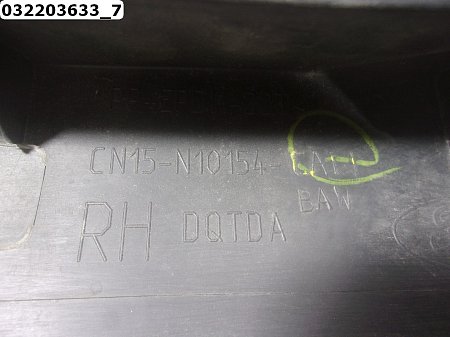 032203633_7
CN15-N10154-
BAW
RH DQTDA